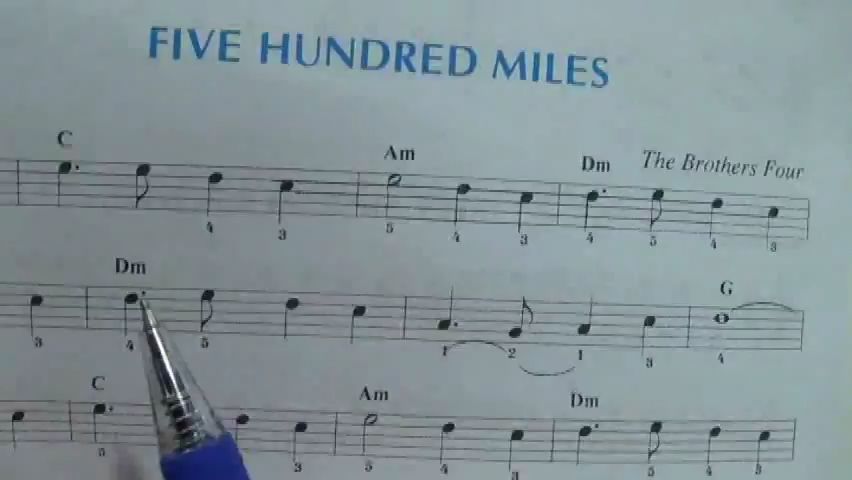 FIVE HUNDRED MILES
C Am Dm The Brothers Four
4 3 5 4 3 4 5 4 3
Dm G
3 4 5 1 2 1 3 4
C Am Dm
3 5 4 3 5 4 3